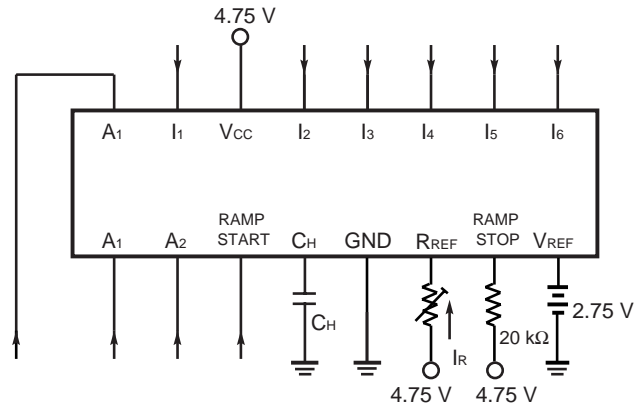 4.75 V
A1 I1 VCC I2 I3 I4 I5 I6
RAMP RAMP
A1 A2 START CH GND RREF STOP VREF
CH
2.75 V
20 kΩ
IR
4.75 V 4.75 V